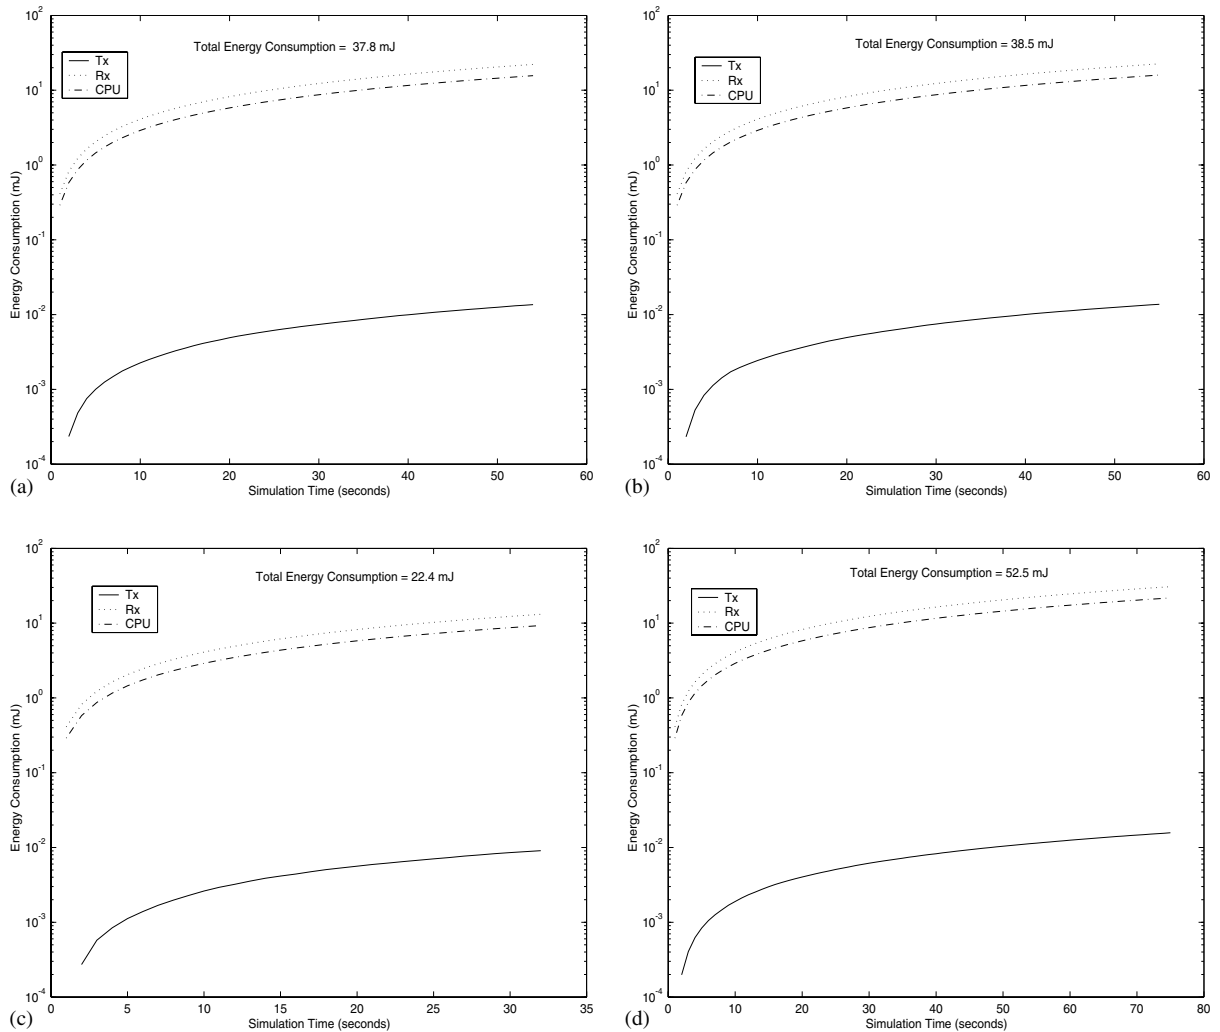 Total Energy Consumption = 37.8 mJ
Tx
Rx
CPU
Energy Consumption (mJ)
10^2
10^1
10^0
10^-1
10^-2
10^-3
10^-4
0 10 20 30 40 50 60
Simulation Time (seconds)
(a)
Total Energy Consumption = 38.5 mJ
Tx
Rx
CPU
Energy Consumption (mJ)
10^2
10^1
10^0
10^-1
10^-2
10^-3
10^-4
0 10 20 30 40 50 60
Simulation Time (seconds)
(b)
Total Energy Consumption = 22.4 mJ
Tx
Rx
CPU
Energy Consumption (mJ)
10^2
10^1
10^0
10^-1
10^-2
10^-3
10^-4
0 5 10 15 20 25 30 35
Simulation Time (seconds)
(c)
Total Energy Consumption = 52.5 mJ
Tx
Rx
CPU
Energy Consumption (mJ)
10^2
10^1
10^0
10^-1
10^-2
10^-3
10^-4
0 10 20 30 40 50 60 70 80
Simulation Time (seconds)
(d)